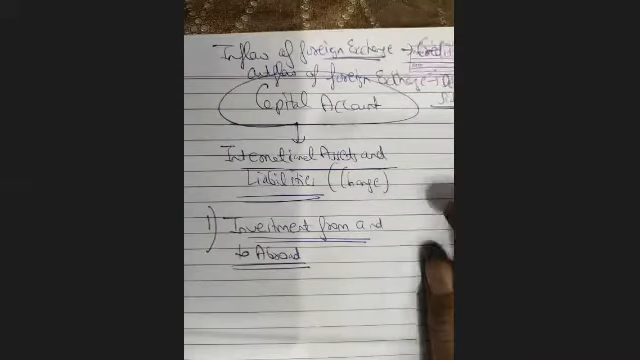 Inflow of foreign Exchange → Credit
outflow of foreign Exchange →
Capital Account
International Assets and
Liabilities (Change)
1) Investment from and
to Abroad